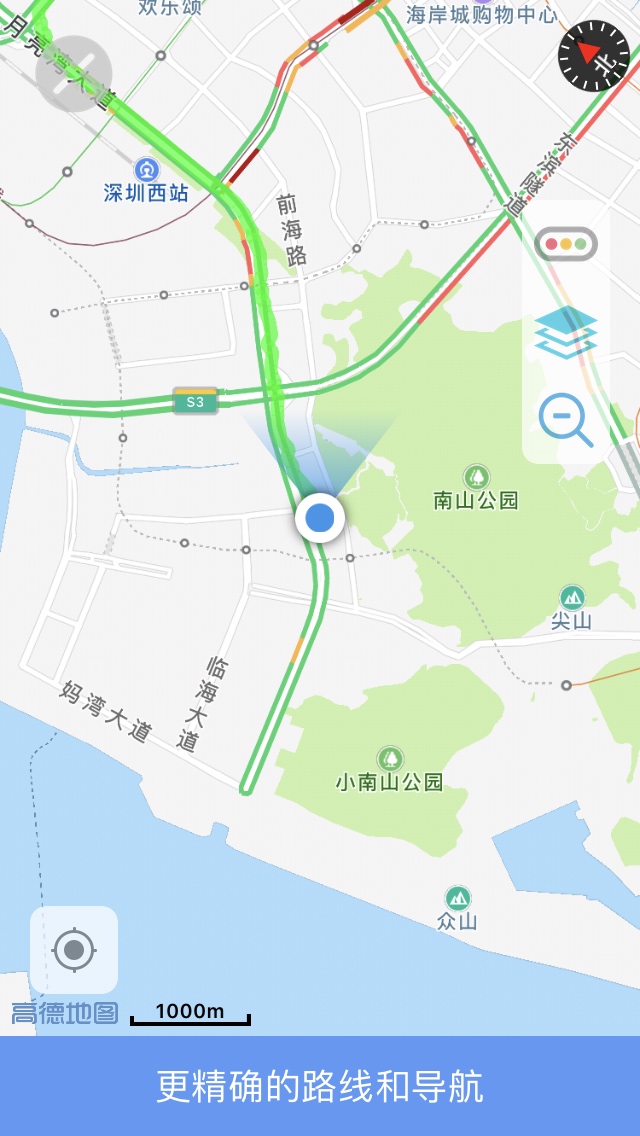 欢乐颂
海岸城购物中心
月亮湾大道
北
东滨隧道
深圳西站
前海路
S3
南山公园
尖山
临海大道
妈湾大道
小南山公园
众山
高德地图
1000m
更精确的路线和导航